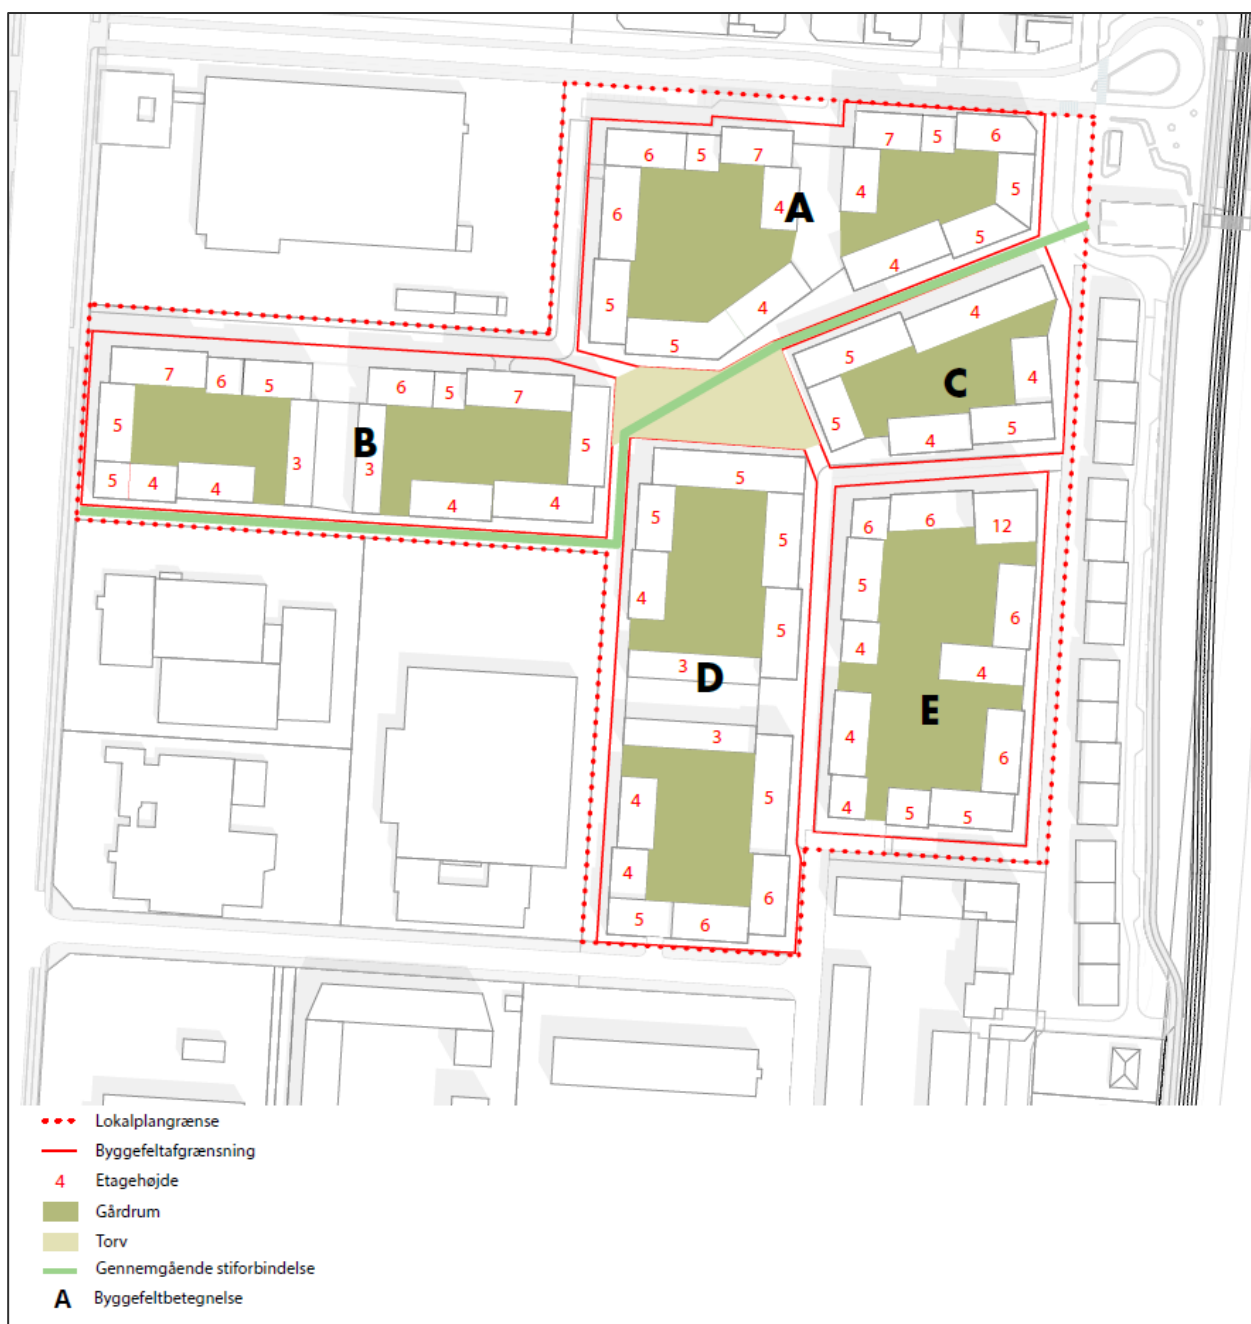 7 5 6
6 5 7
4 A 4 5
6
5
4
5
4
5
5
4
5
C 4
5
4 5
7 6 5
6 5 7
5 B 5
3 3
5 4 4
4 4
5
5 5
4
5
3 D
3
4 5
4
6
5 6
6 6 12
5
6
4
4
E
4
6
4 5 5
Lokalplangrænse
Byggefeltafgrænsning
4 Etagehøjde
Gårdrum
Torv
Gennemgående stiforbindelse
A Byggefeltbetegnelse